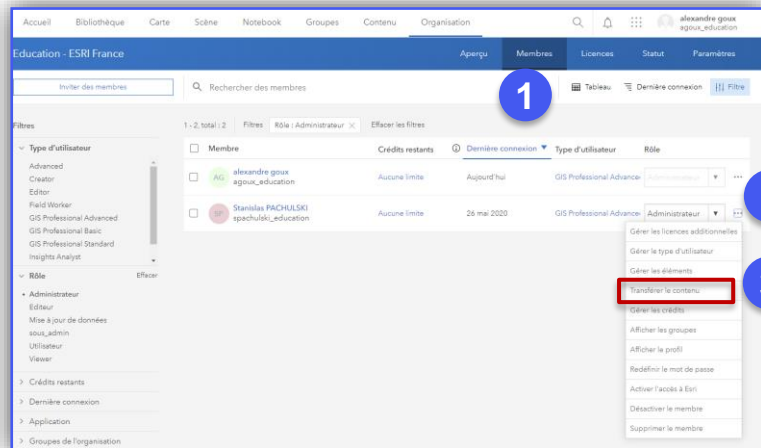 Accueil Bibliothèque Carte Scène Notebook Groupes Contenu Organisation alexandre goux
agoux_education
Education - ESRI France Aperçu Membres Licences Statut Paramètres
Inviter des membres Rechercher des membres 1 Tableau Dernière connexion Filtre
Filtres 1 - 2, total : 2 Filtres Rôle : Administrateur Effacer les filtres
Type d'utilisateur Membre Crédits restants Dernière connexion Type d'utilisateur Rôle
Advanced
Creator AG alexandre goux Aucune limite Aujourd'hui GIS Professional Advance Administrateur
Editor agoux_education
Field Worker
GIS Professional Advanced SP Stanislas PACHULSKI Aucune limite 26 mai 2020 GIS Professional Advance Administrateur
GIS Professional Basic spachulski_education
GIS Professional Standard Gérer les licences additionnelles
Insights Analyst Gérer le type d'utilisateur
Rôle Effacer Gérer les éléments
Administrateur Transférer le contenu
Editeur Gérer les crédits
Mise à jour de données Afficher les groupes
sous_admin Afficher le profil
Utilisateur Redéfinir le mot de passe
Viewer Activer l'accès à Esri
Crédits restants Désactiver le membre
Dernière connexion Supprimer le membre
Application
Groupes de l'organisation